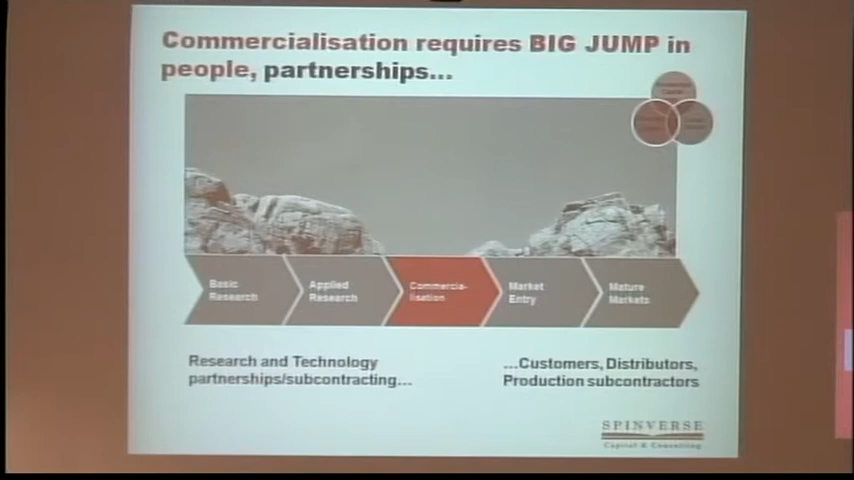 Commercialisation requires BIG JUMP in
people, partnerships...
Basic
Research
Applied
Research
Commercia-
lisation
Market
Entry
Mature
Markets
Research and Technology
partnerships/subcontracting...
...Customers, Distributors,
Production subcontractors
SPINVERSE
Capital & Consulting